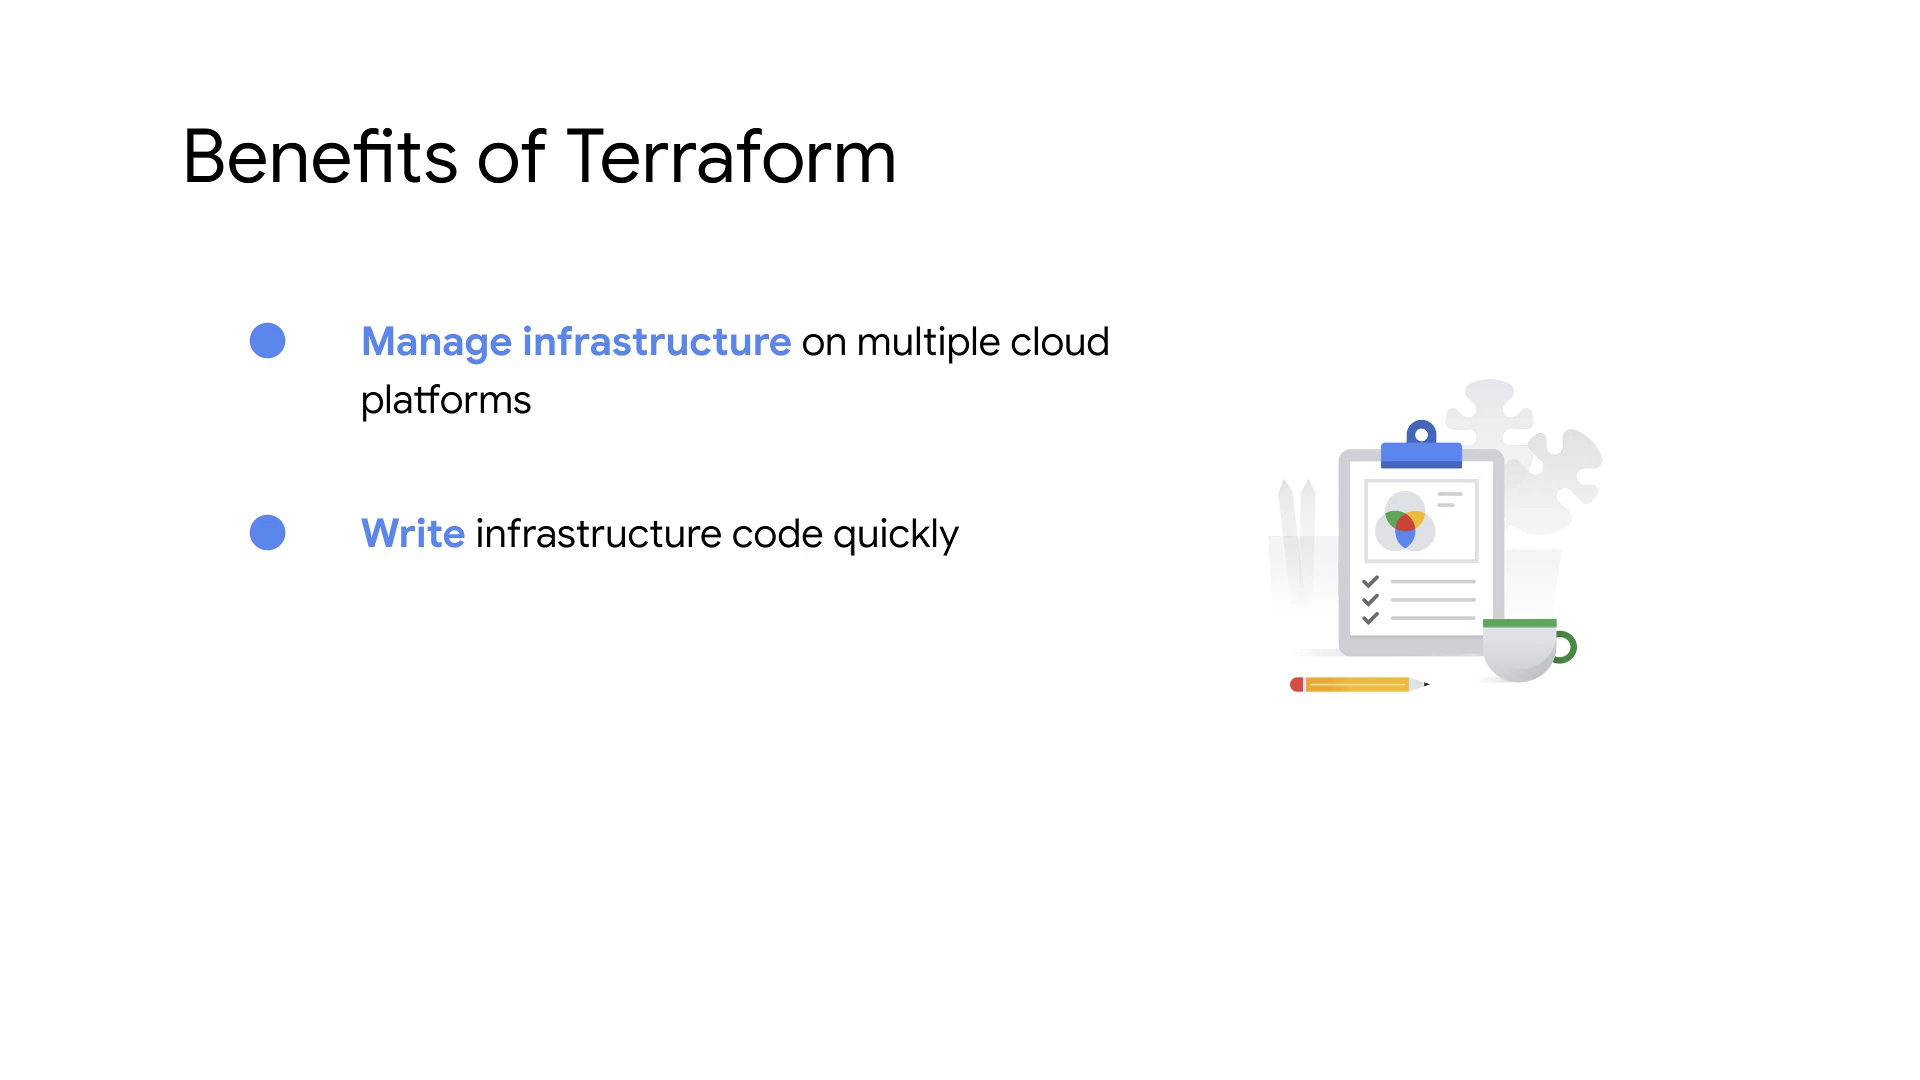 Benefits of Terraform
Manage infrastructure on multiple cloud
platforms
Write infrastructure code quickly